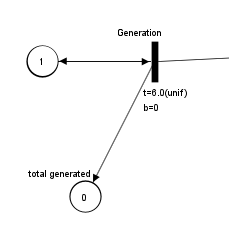 Generation
1
t=6.0(unif)
b=0
total generated
0